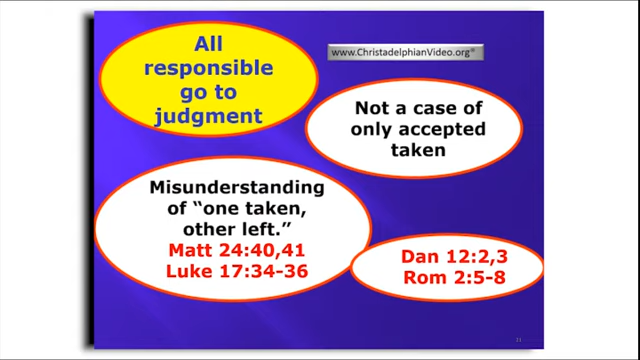 All
responsible
go to
judgment
www.ChristadelphianVideo.org®
Not a case of
only accepted
taken
Misunderstanding
of “one taken,
other left.”
Matt 24:40,41
Luke 17:34-36
Dan 12:2,3
Rom 2:5-8